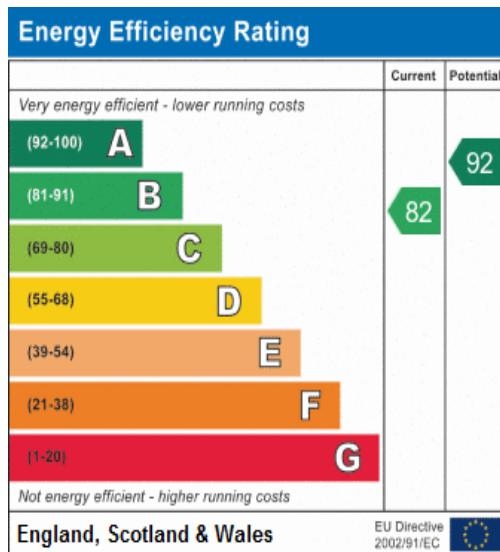 Energy Efficiency Rating
Current Potential
Very energy efficient - lower running costs
(92-100) A
92
(81-91) B
82
(69-80) C
(55-68) D
(39-54) E
(21-38) F
(1-20) G
Not energy efficient - higher running costs
England, Scotland & Wales
EU Directive
2002/91/EC